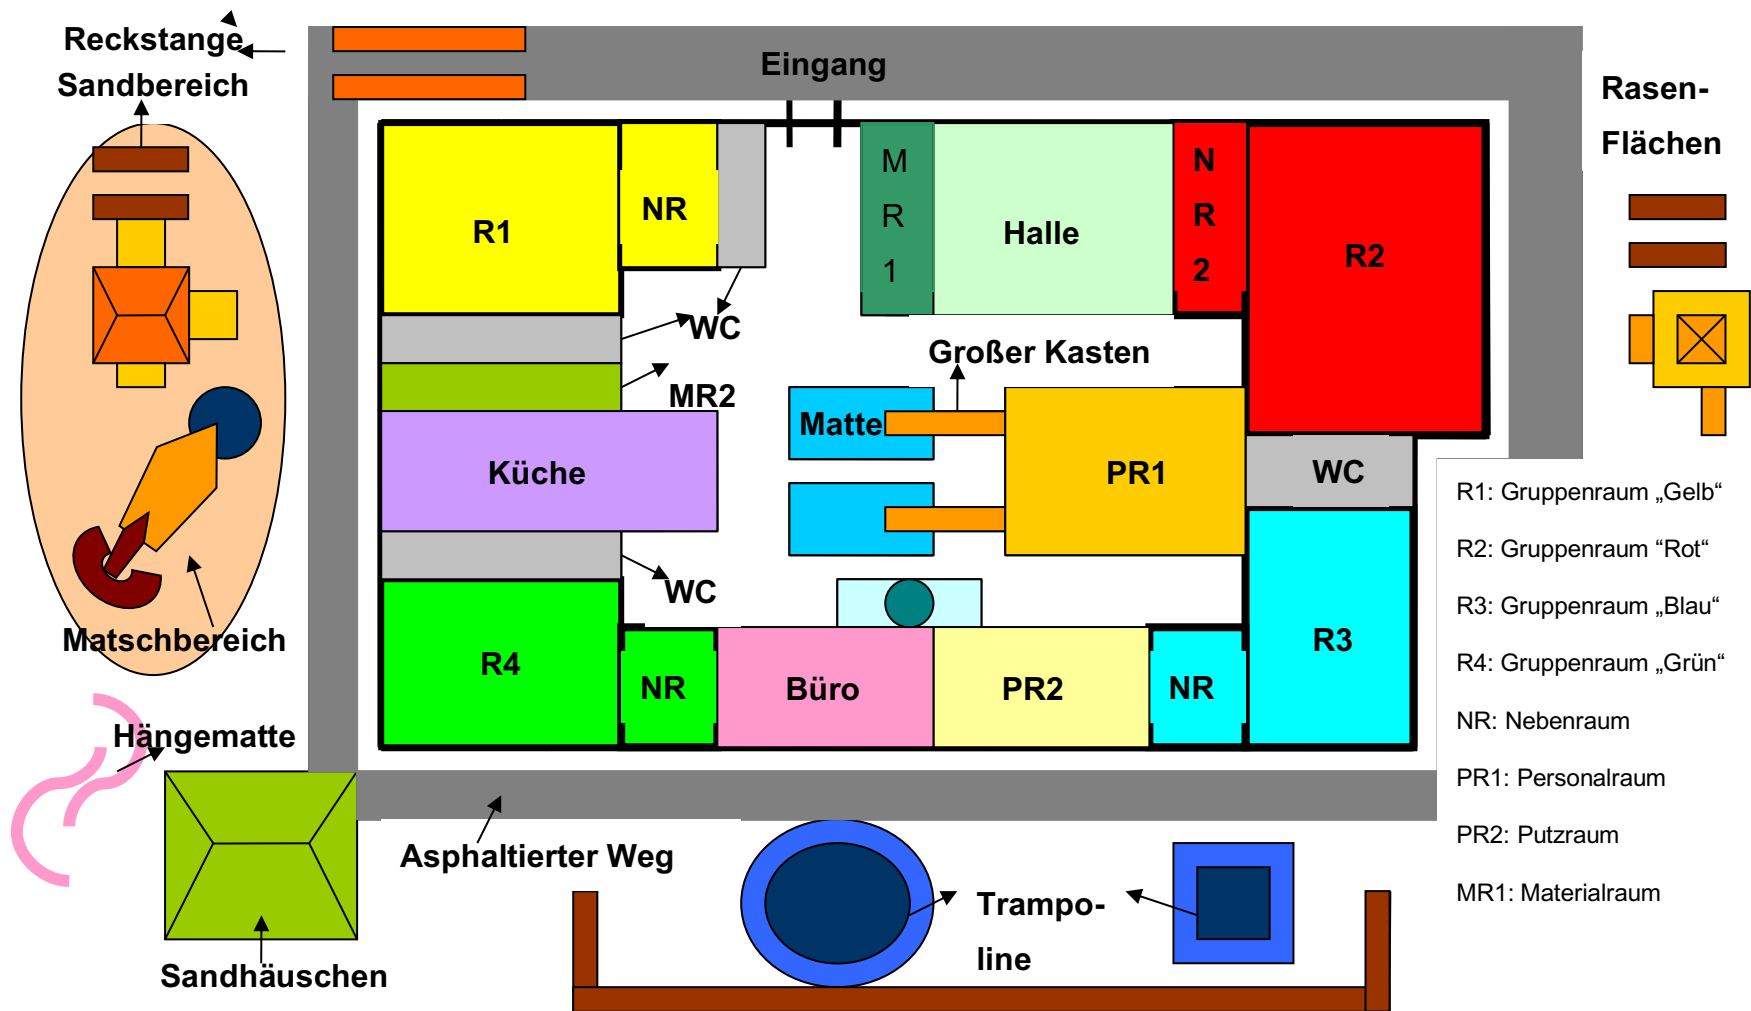 Reckstange
Sandbereich
Eingang
Rasen-
Flächen
R1
NR
M
R
1
Halle
N
R
2
R2
WC
Großer Kasten
MR2
Matte
Küche
PR1
WC
WC
R4
NR
Büro
PR2
NR
R3
Matschbereich
Hängematte
Asphaltierter Weg
Sandhäuschen
Trampo-
line
R1: Gruppenraum „Gelb“
R2: Gruppenraum “Rot“
R3: Gruppenraum „Blau“
R4: Gruppenraum „Grün“
NR: Nebenraum
PR1: Personalraum
PR2: Putzraum
MR1: Materialraum